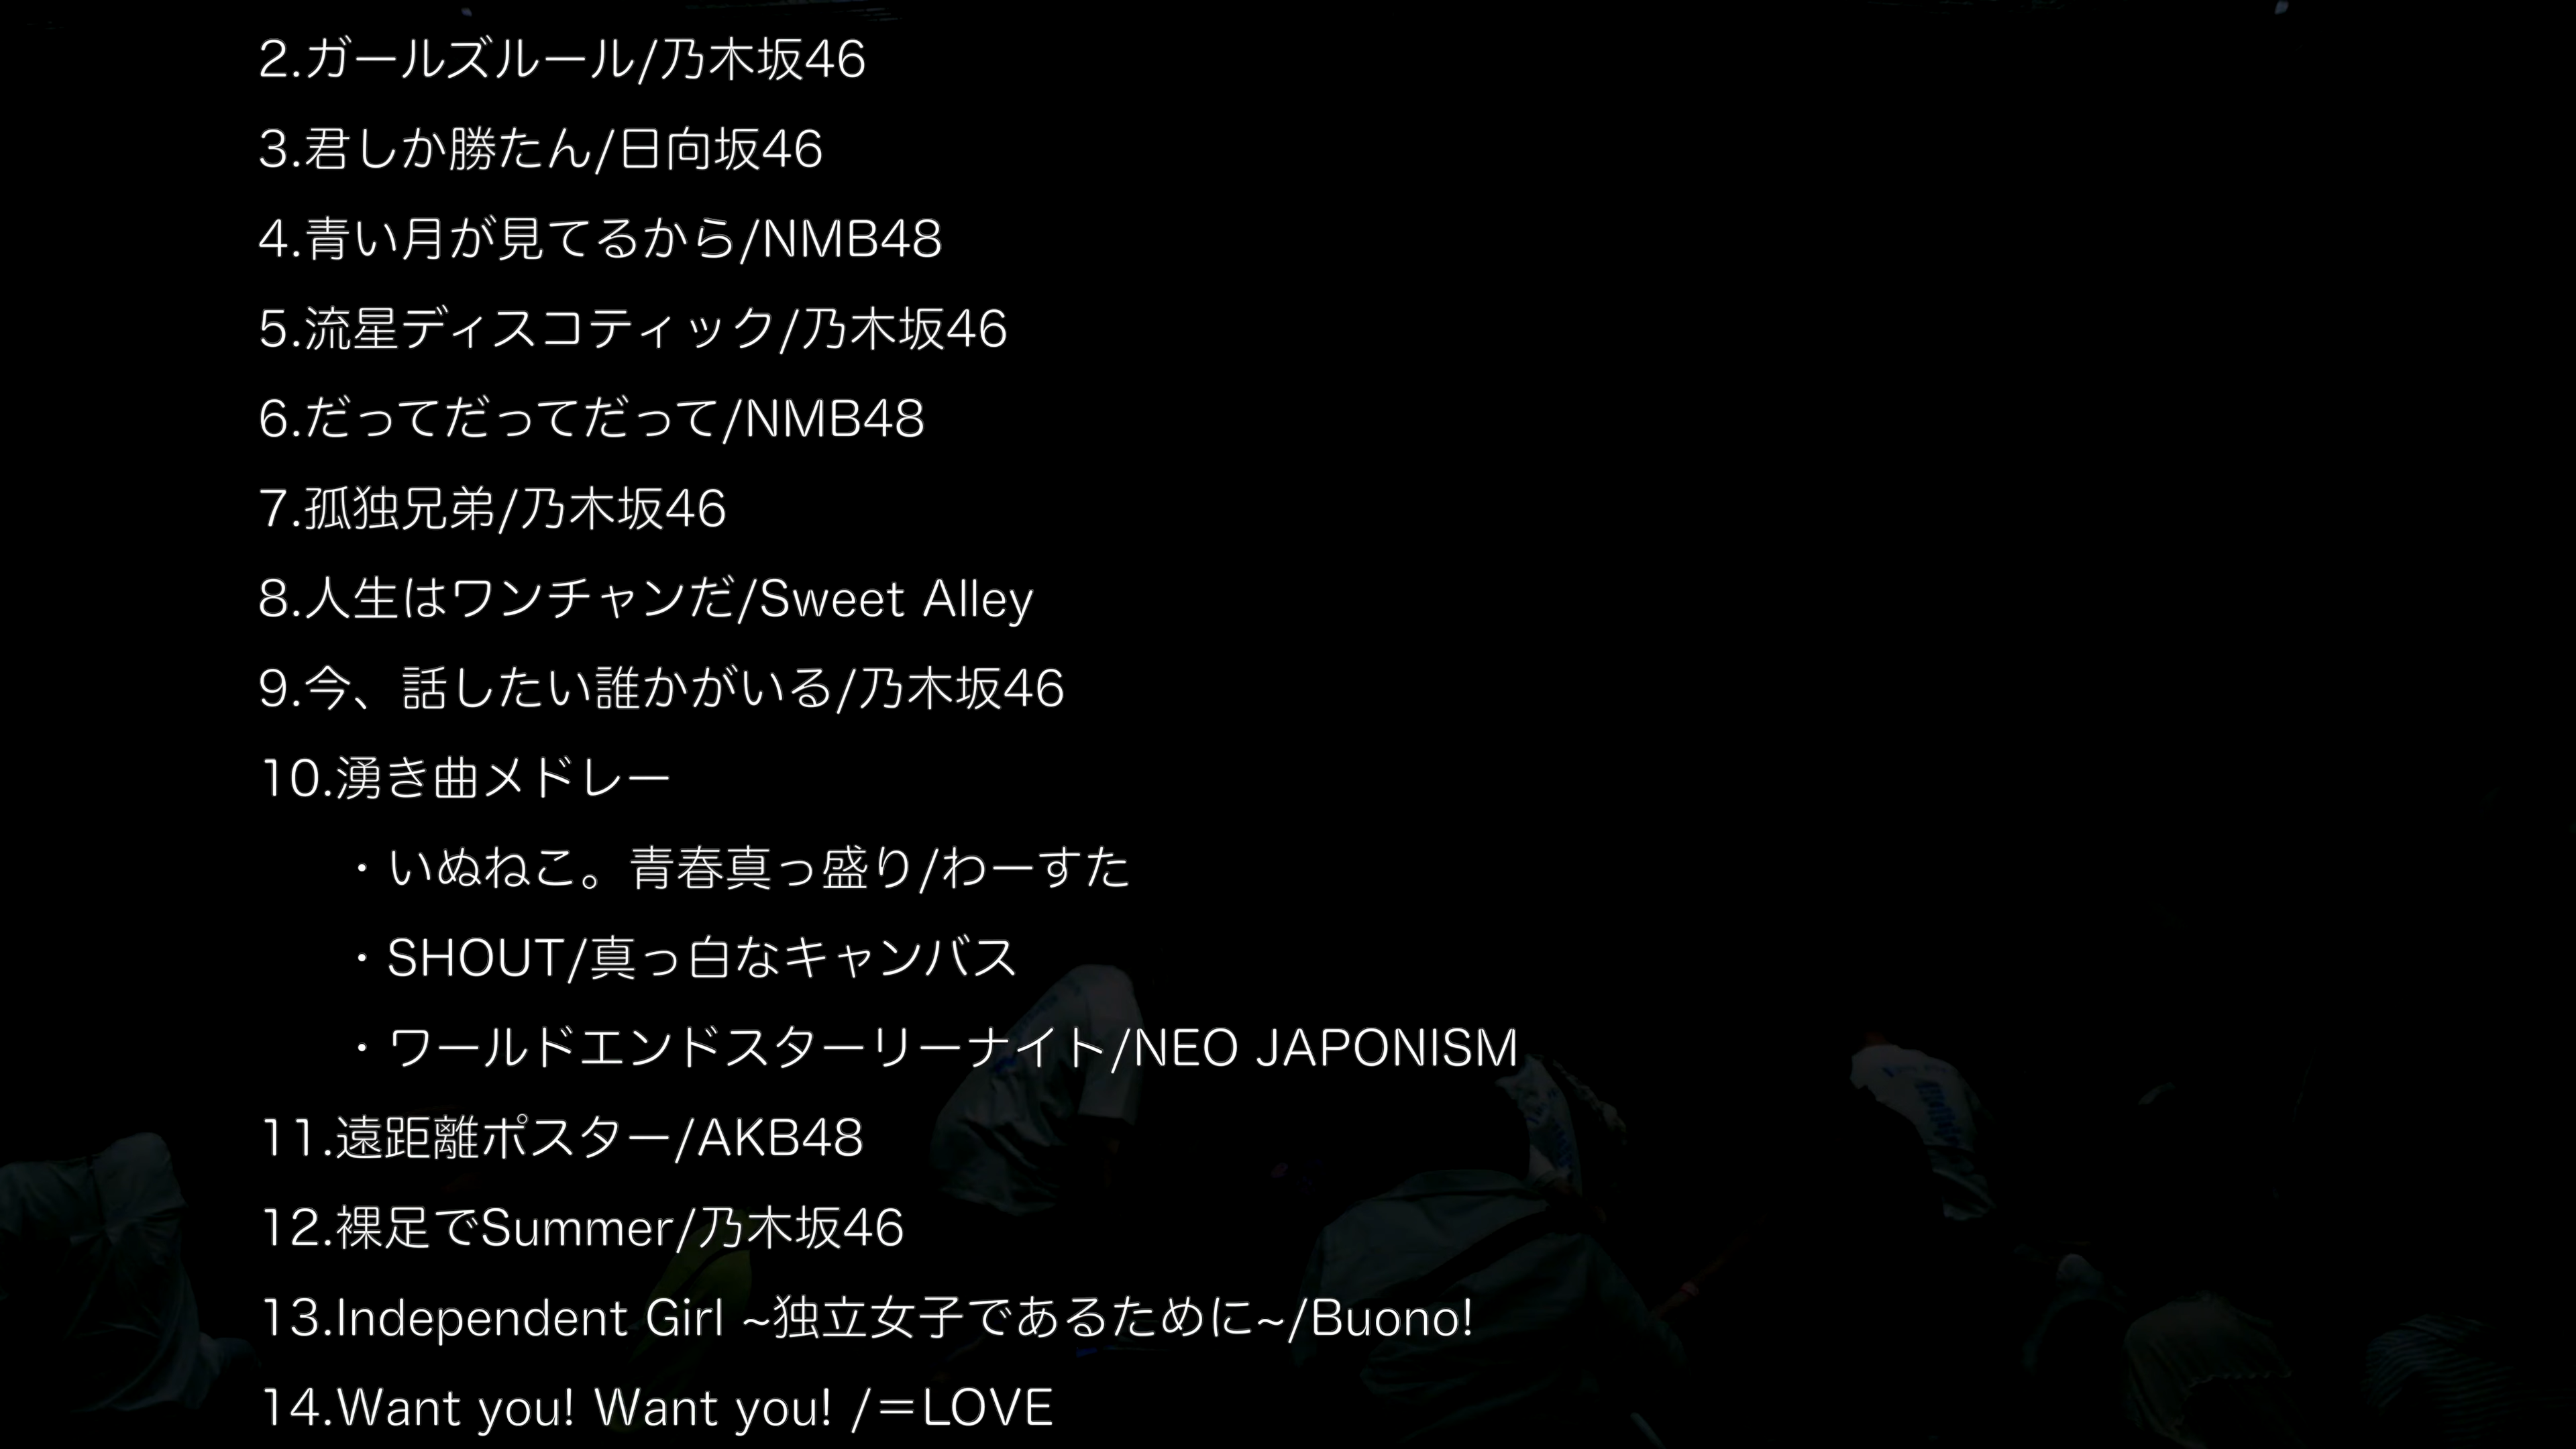 2.ガールズルール/乃木坂46
3.君しか勝たん/日向坂46
4.青い月が見てるから/NMB48
5.流星ディスコティック/乃木坂46
6.だってだってだって/NMB48
7.孤独兄弟/乃木坂46
8.人生はワンチャンだ/Sweet Alley
9.今、話したい誰かがいる/乃木坂46
10.湧き曲メドレー
・いぬねこ。青春真っ盛り/わーすた
・SHOUT/真っ白なキャンバス
・ワールドエンドスターリーナイト/NEO JAPONISM
11.遠距離ポスター/AKB48
12.裸足でSummer/乃木坂46
13.Independent Girl ~独立女子であるために~/Buono!
14.Want you! Want you! /＝LOVE